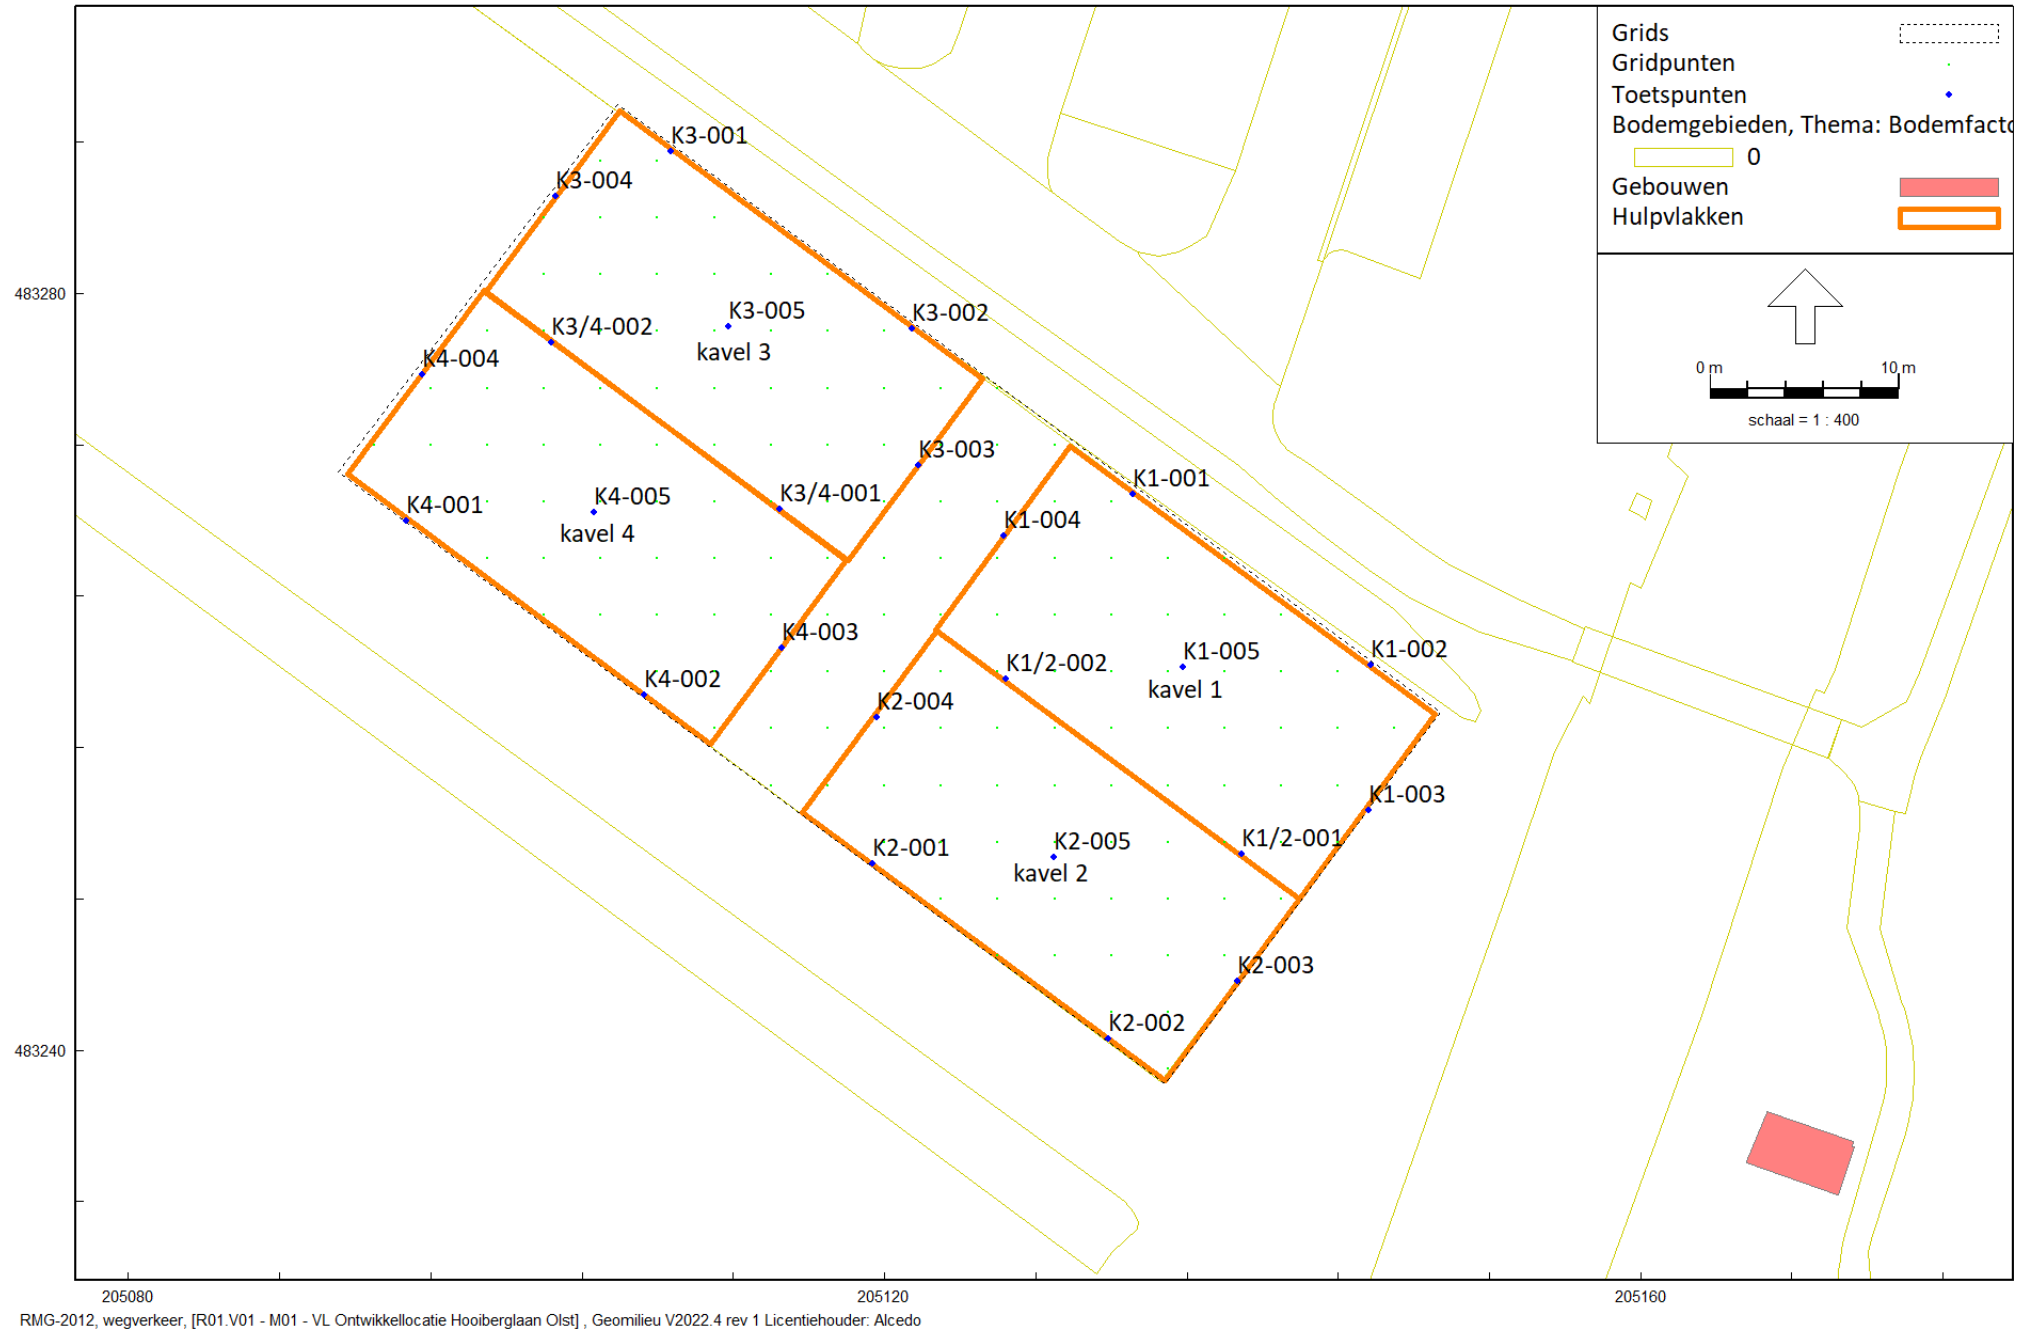 Grids
Gridpunten
Toetspunten
Bodemgebieden, Thema: Bodemfacto
0
Gebouwen
Hulpvlakken
0 m 10 m
schaal = 1 : 400
K3-001
K3-004
483280
K3-005
K3-002
K3/4-002
kavel 3
K4-004
K3-003
K1-001
K3/4-001
K4-005
K4-001
K1-004
kavel 4
K4-003
K1-002
K1-005
K1/2-002
K4-002
kavel 1
K2-004
K1-003
K1/2-001
K2-005
K2-001
kavel 2
K2-003
K2-002
483240
205080 205120 205160
RMG-2012, wegverkeer, [R01.V01 - M01 - VL Ontwikkellocatie Hooiberglaan Olst] , Geomilieu V2022.4 rev 1 Licentiehouder: Alcedo